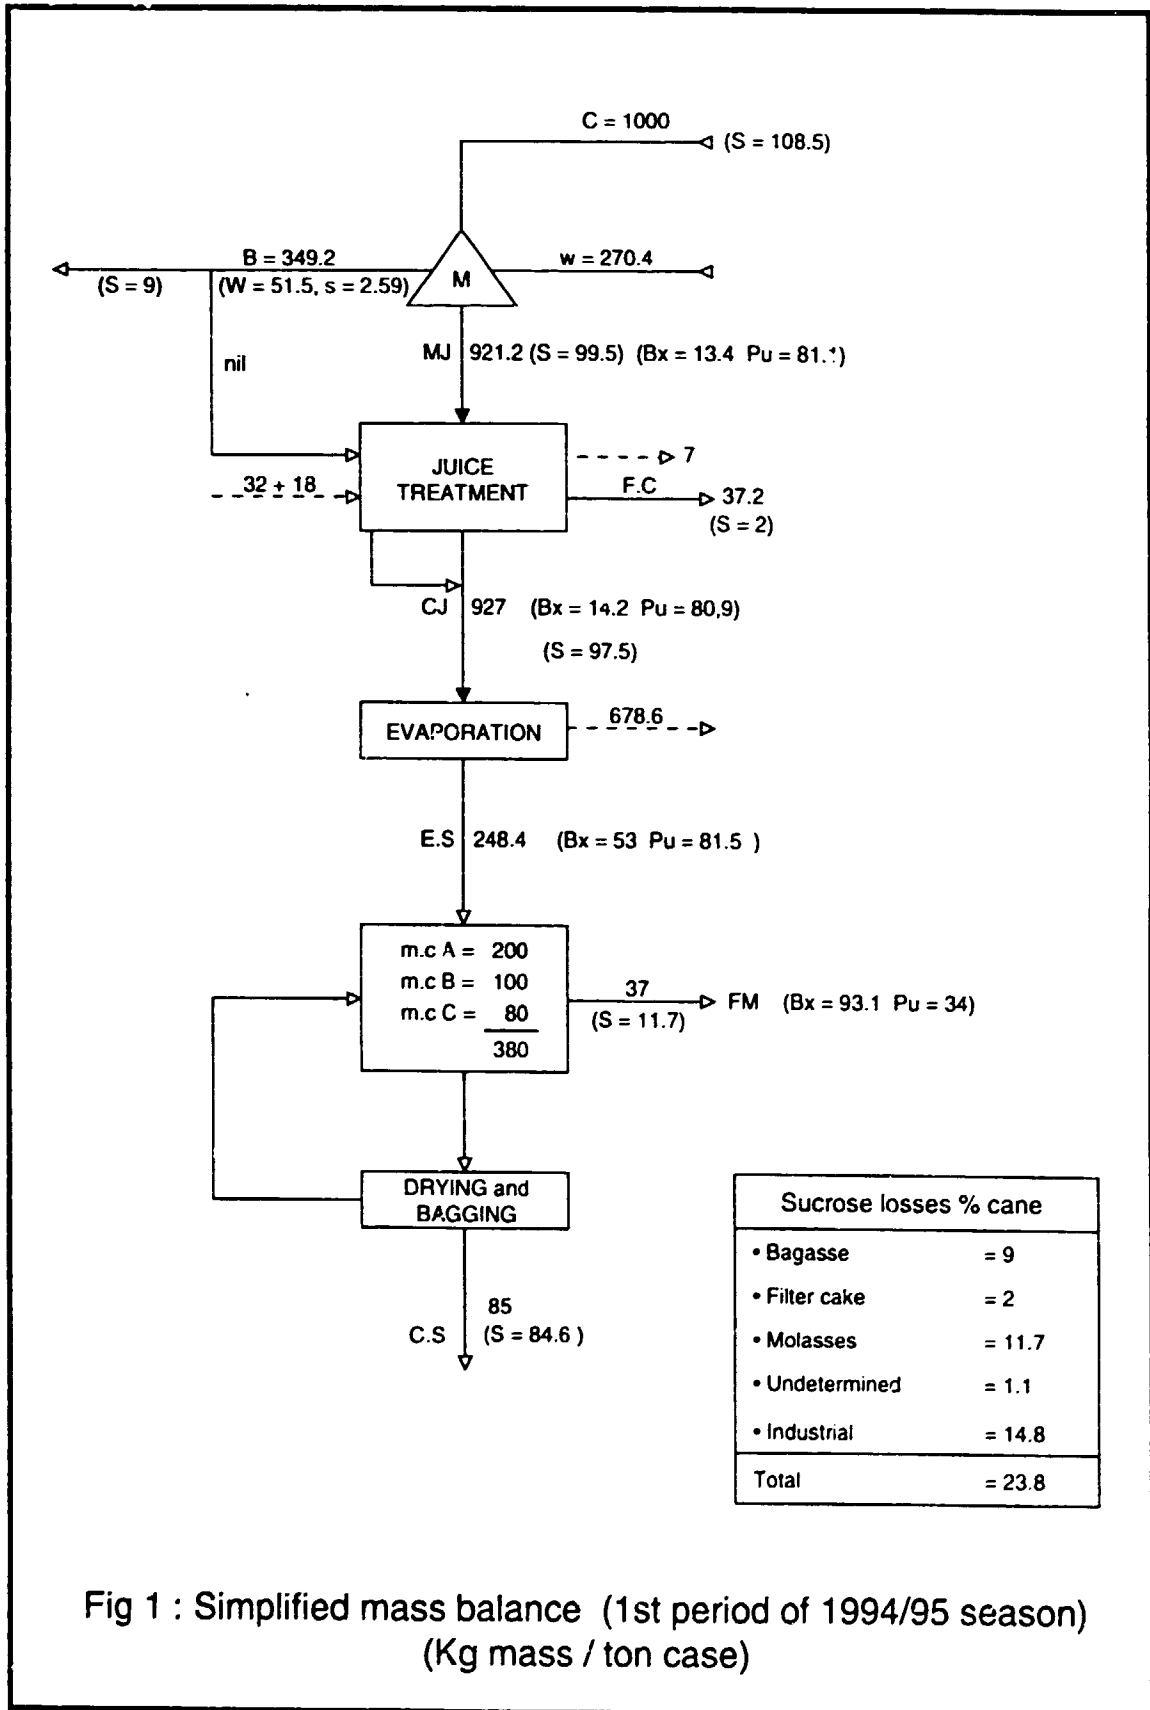 C = 1000
(S = 108.5)
B = 349.2
w = 270.4
(S = 9)
(W = 51.5, s = 2.59)
M
nil
MJ 921.2 (S = 99.5) (Bx = 13.4 Pu = 81.
JUICE
TREATMENT
7
32 + 18
F.C
37.2
(S = 2)
CJ 927 (Bx = 14.2 Pu = 80,9)
(S = 97.5)
EVAPORATION
678.6
E.S 248.4 (Bx = 53 Pu = 81.5 )
m.c A = 200
m.c B = 100
m.c C = 80
380
37
(S = 11.7)
FM (Bx = 93.1 Pu = 34)
DRYING and
BAGGING
85
C.S (S = 84.6 )
Sucrose losses % cane
• Bagasse = 9
• Filter cake = 2
• Molasses = 11.7
• Undetermined = 1.1
• Industrial = 14.8
Total = 23.8
Fig 1 : Simplified mass balance (1st period of 1994/95 season)
(Kg mass / ton case)